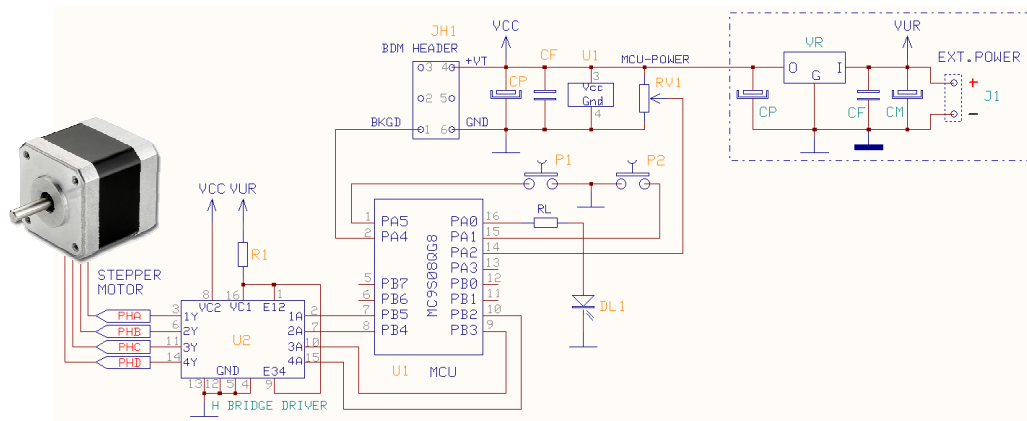 JH1
BDM HEADER
3 4 +VT
2 5
BKGD 1 6 GND
VCC
CP
CF
U1
3
Vcc
Gnd
4
MCU-POWER
RV1
VR
O I
G
VUR
EXT.POWER
+
-
J1
CP
CF
CM
P1
P2
STEPPER
MOTOR
VCC VUR
R1
8 16 1
VC2 VC1 E12
3 1Y 1A 2
6 2Y 2A 7
11 3Y 3A 10
14 4Y 4A 15
U2
GND E34
13 12 5 4 9
PHA
PHB
PHC
PHD
H BRIDGE DRIVER
1 PA5 PA0 16
2 PA4 PA1 15
PA2 14
PA3 13
5 PB7 PB0 12
6 PB6 PB1 11
7 PB5 PB2 10
8 PB4 PB3 9
MC9S08QG8
U1 MCU
RL
DL1